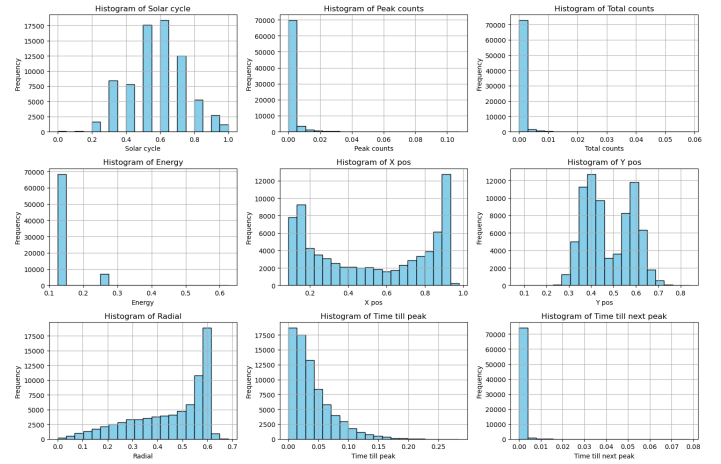 Histogram of Solar cycle
Frequency
17500
15000
12500
10000
7500
5000
2500
0
0.0 0.2 0.4 0.6 0.8 1.0
Solar cycle
Histogram of Peak counts
Frequency
70000
60000
50000
40000
30000
20000
10000
0
0.00 0.02 0.04 0.06 0.08 0.10
Peak counts
Histogram of Total counts
Frequency
70000
60000
50000
40000
30000
20000
10000
0
0.00 0.01 0.02 0.03 0.04 0.05 0.06
Total counts
Histogram of Energy
Frequency
70000
60000
50000
40000
30000
20000
10000
0
0.1 0.2 0.3 0.4 0.5 0.6
Energy
Histogram of X pos
Frequency
12000
10000
8000
6000
4000
2000
0
0.2 0.4 0.6 0.8 1.0
X pos
Histogram of Y pos
Frequency
12000
10000
8000
6000
4000
2000
0
0.1 0.2 0.3 0.4 0.5 0.6 0.7 0.8
Y pos
Histogram of Radial
Frequency
17500
15000
12500
10000
7500
5000
2500
0
0.0 0.1 0.2 0.3 0.4 0.5 0.6 0.7
Radial
Histogram of Time till peak
Frequency
17500
15000
12500
10000
7500
5000
2500
0
0.00 0.05 0.10 0.15 0.20 0.25
Time till peak
Histogram of Time till next peak
Frequency
70000
60000
50000
40000
30000
20000
10000
0
0.00 0.01 0.02 0.03 0.04 0.05 0.06 0.07 0.08
Time till next peak